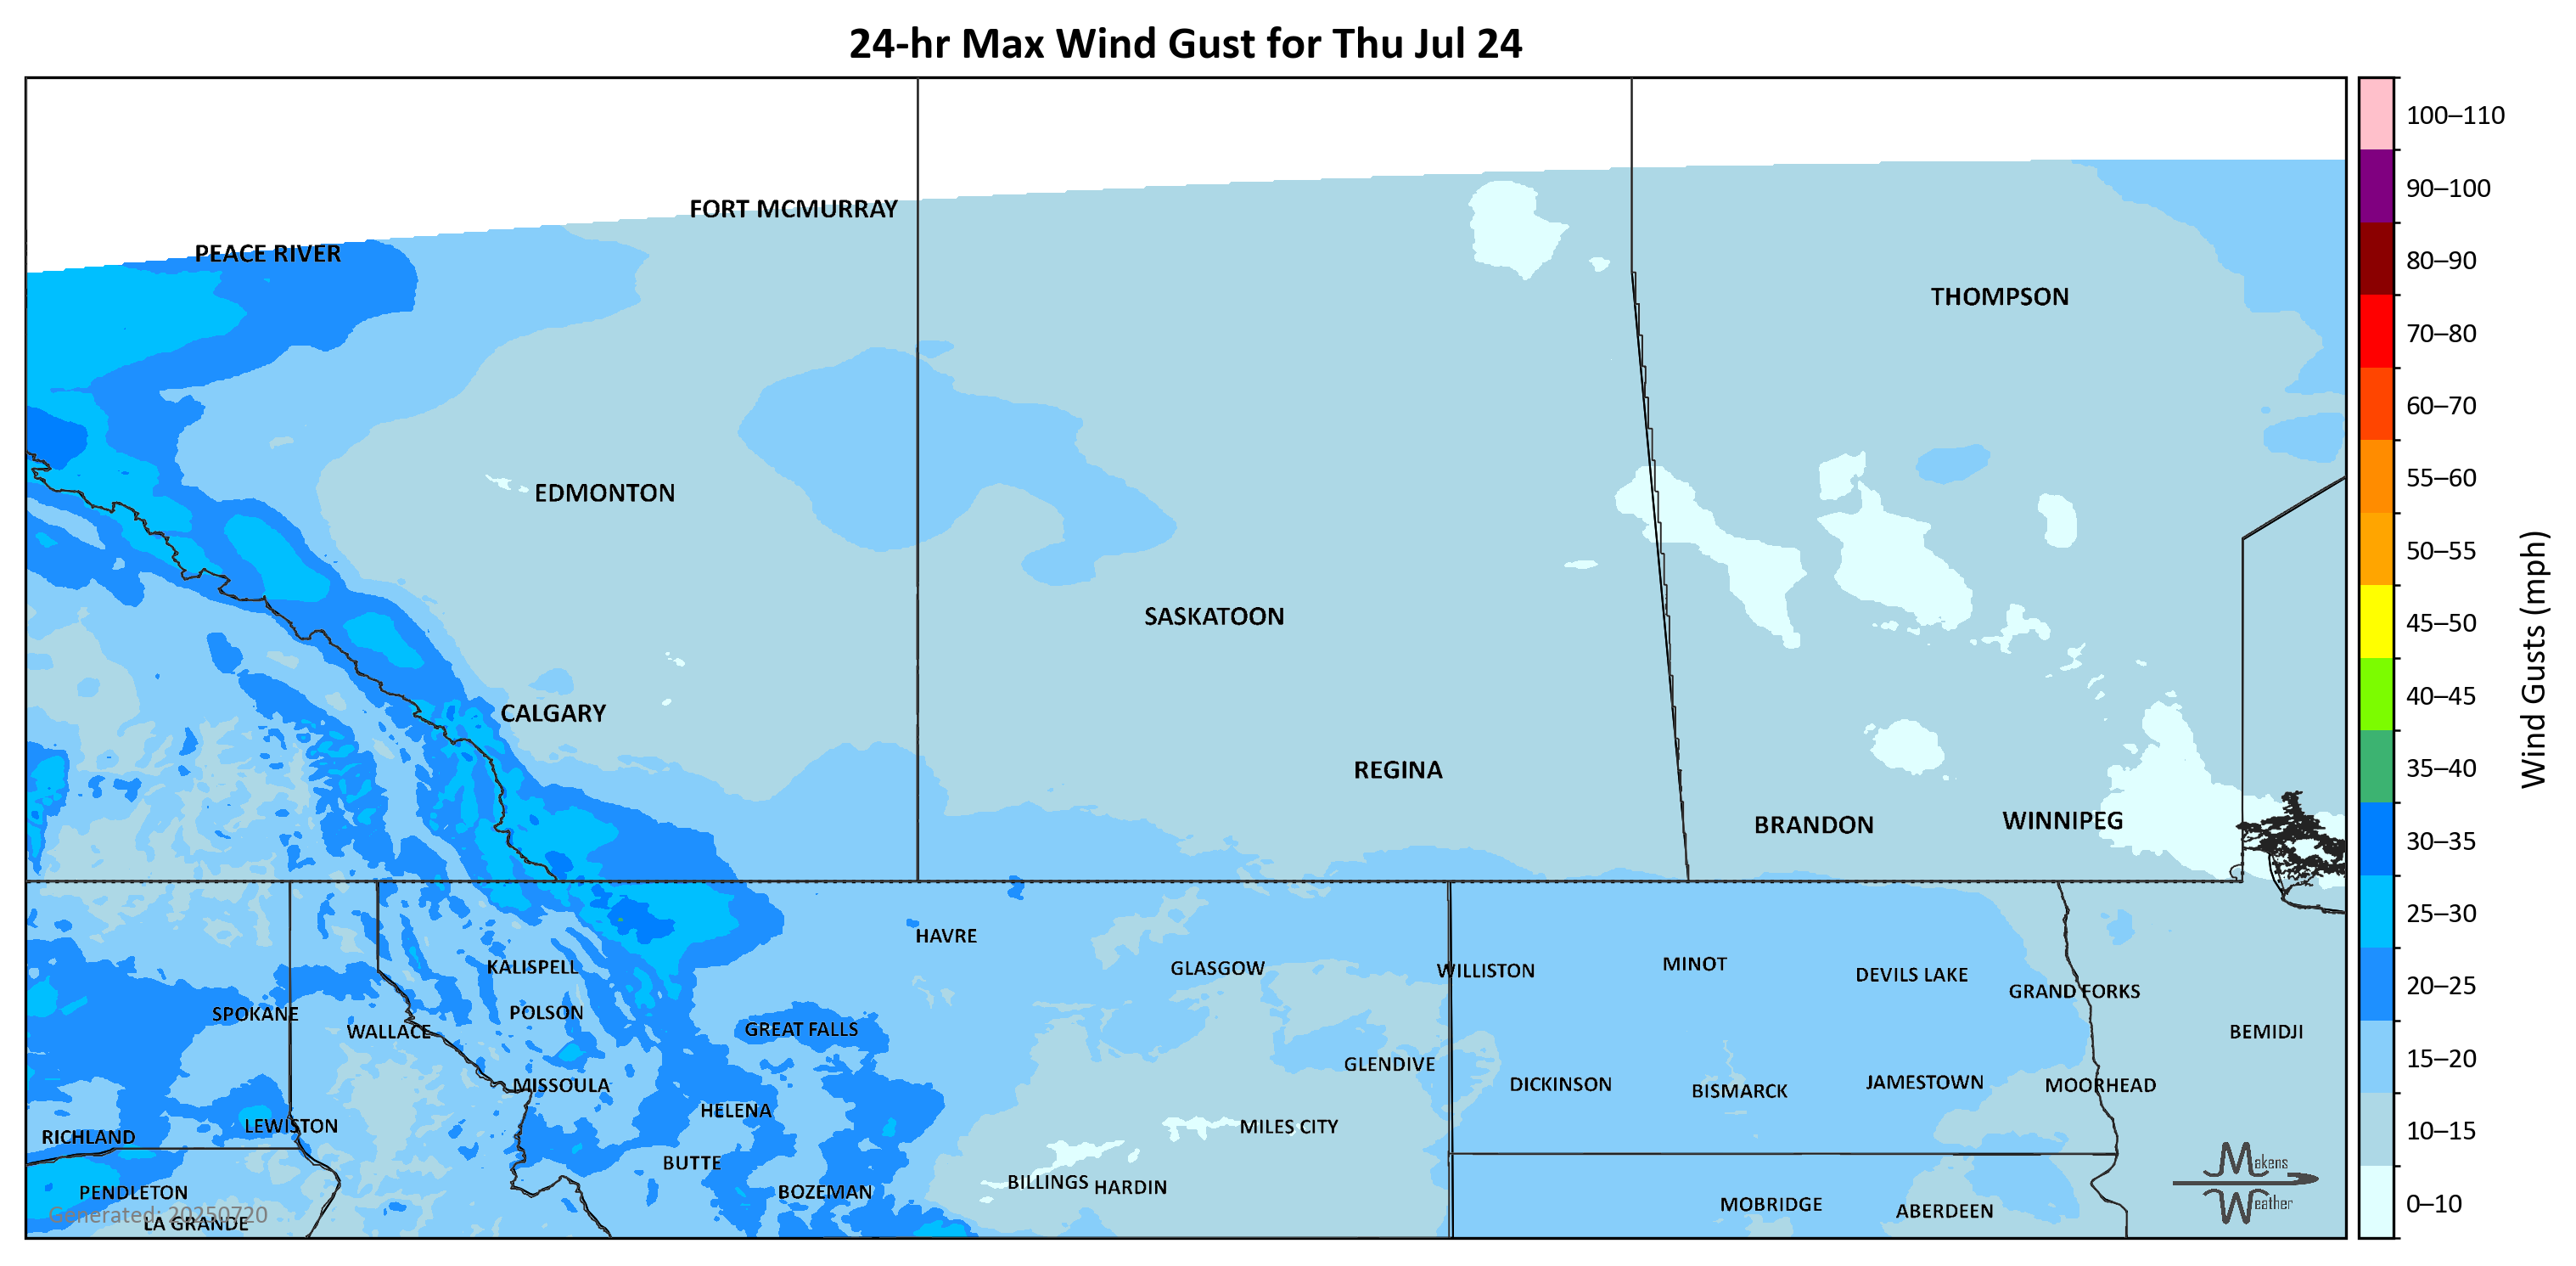 24-hr Max Wind Gust for Thu Jul 24
100–110
90–100
80–90
70–80
60–70
55–60
50–55
45–50
40–45
35–40
30–35
25–30
20–25
15–20
10–15
0–10
Wind Gusts (mph)
FORT MCMURRAY
PEACE RIVER
THOMPSON
EDMONTON
SASKATOON
CALGARY
REGINA
BRANDON
WINNIPEG
HAVRE
KALISPELL
GLASGOW
WILLISTON
MINOT
DEVILS LAKE
GRAND FORKS
SPOKANE
POLSON
WALLACE
GREAT FALLS
BEMIDJI
GLENDIVE
MISSOULA
DICKINSON
BISMARCK
JAMESTOWN
MOORHEAD
HELENA
LEWISTON
MILES CITY
RICHLAND
BUTTE
BILLINGS
HARDIN
PENDLETON
BOZEMAN
MOBRIDGE
ABERDEEN
Generated: 20250720
LA GRANDE
Makens
Weather